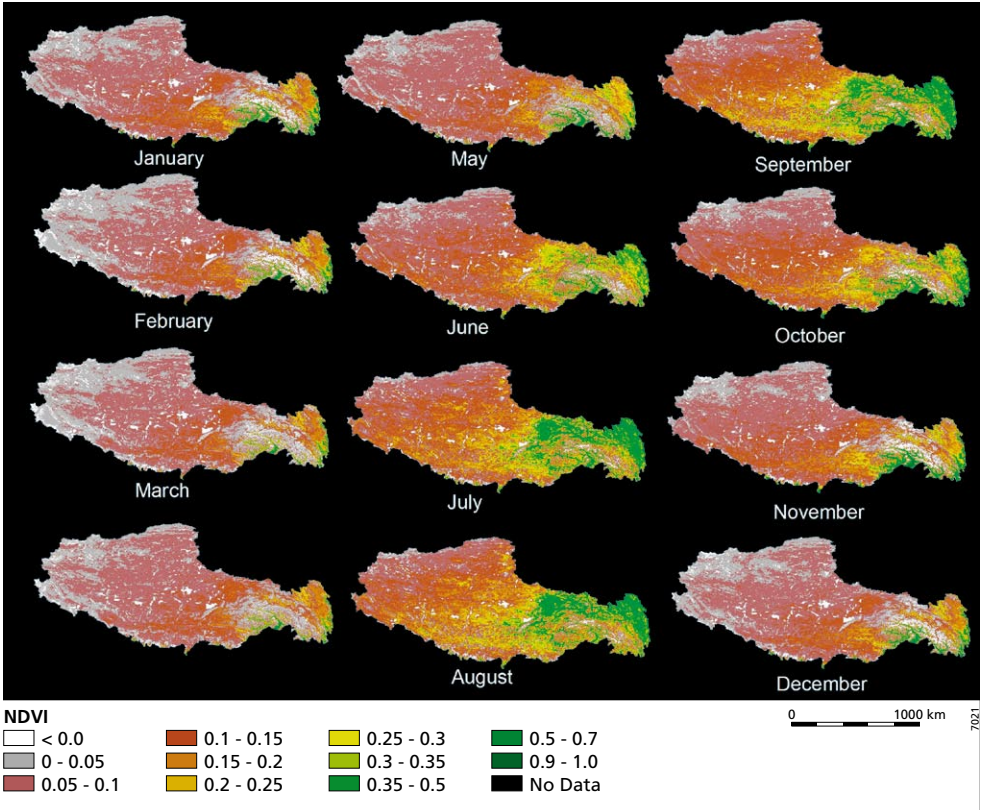 January
May
September
February
June
October
March
July
November
August
December
NDVI
< 0.0
0 - 0.05
0.05 - 0.1
0.1 - 0.15
0.15 - 0.2
0.2 - 0.25
0.25 - 0.3
0.3 - 0.35
0.35 - 0.5
0.5 - 0.7
0.9 - 1.0
No Data
0 1000 km
7021